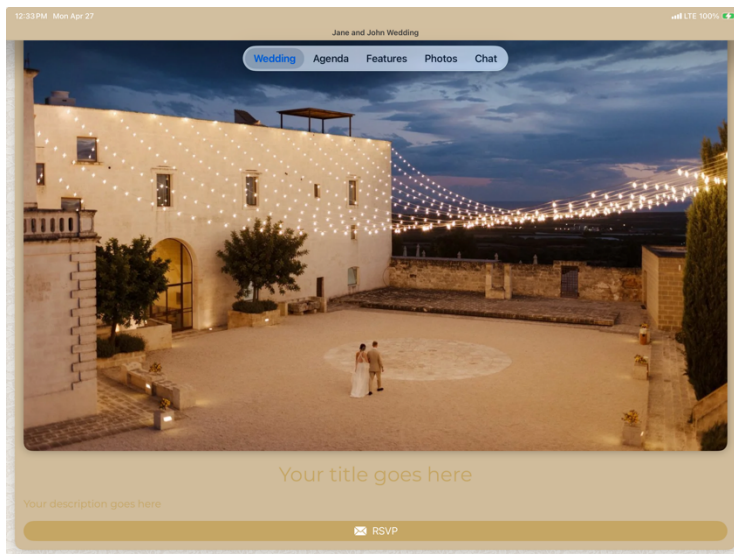 12:33 PM Mon Apr 27
LTE 100%
Jane and John Wedding
Wedding Agenda Features Photos Chat
Your title goes here
Your description goes here
RSVP